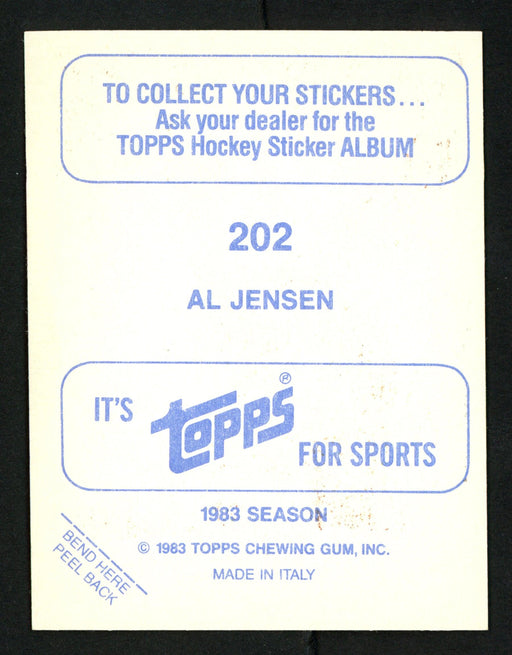 TO COLLECT YOUR STICKERS...
Ask your dealer for the
TOPPS Hockey Sticker ALBUM
202
AL JENSEN
IT'S
topps®
FOR SPORTS
1983 SEASON
© 1983 TOPPS CHEWING GUM, INC.
MADE IN ITALY
BEND HERE
PEEL BACK